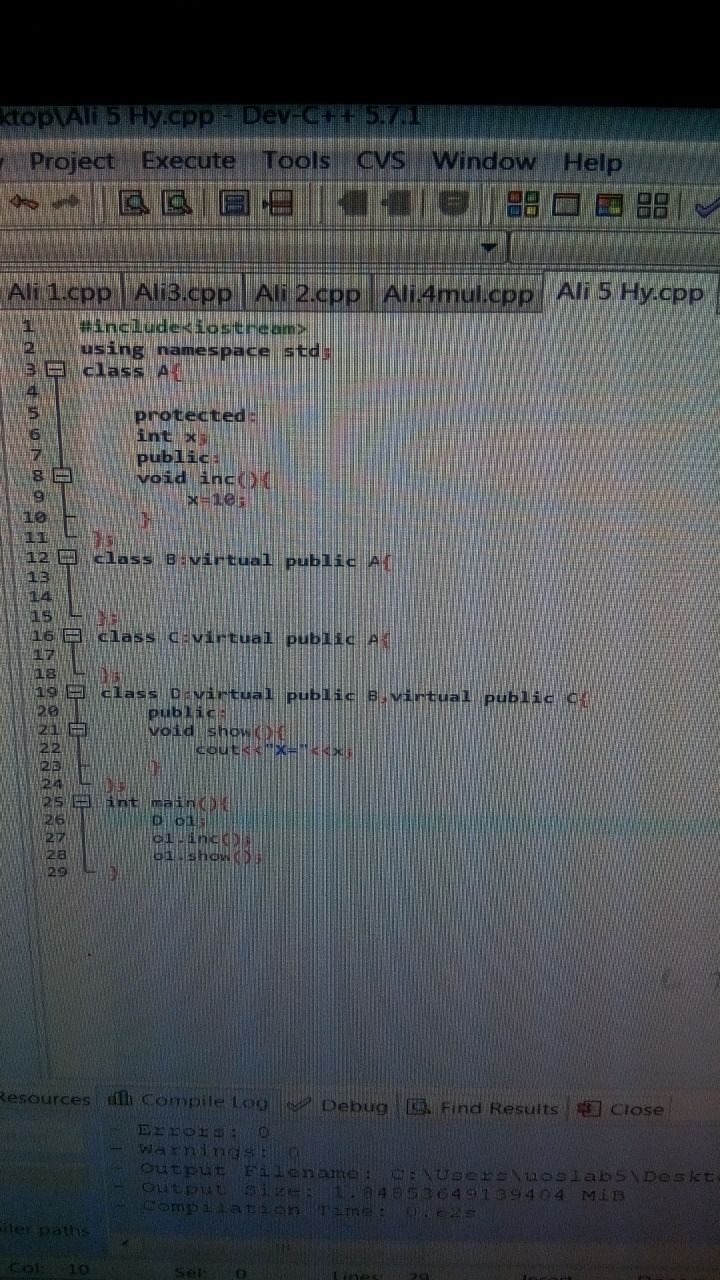 ktop\Ali 5 Hy.cpp - Dev-C++ 5.7.1
Project Execute Tools CVS Window Help
Ali 1.cpp Ali3.cpp Ali 2.cpp Ali.4mul.cpp Ali 5 Hy.cpp
1 #include<iostream>
2 using namespace std;
3 class A{
4
5 protected:
6 int x;
7 public:
8 void inc(){
9 x=10;
10 }
11 };
12 class B:virtual public A{
13
14
15 };
16 class C:virtual public A{
17
18 };
19 class D:virtual public B,virtual public C{
20 public:
21 void show(){
22 cout<<"X="<<x;
23 }
24 };
25 int main(){
26 D o1;
27 o1.inc();
28 o1.show();
29 }
Resources Compile Log Debug Find Results Close
- Errors: 0
- Warnings: 0
- Output Filename: C:\Users\uoslab5\Deskt
- Output Size: 1.84853649139404 MiB
- Compilation Time: 0.62s
iler paths
Col: 10 Sel: 0 Lines: 29